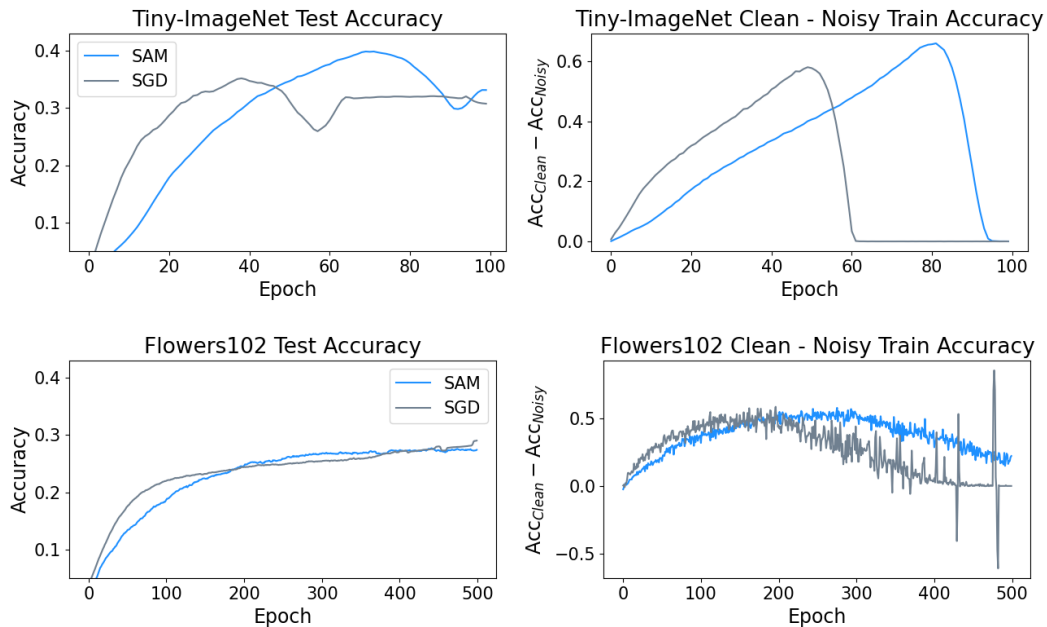 Tiny-ImageNet Test Accuracy
SAM
SGD
Accuracy
0.4
0.3
0.2
0.1
0 20 40 60 80 100
Epoch
Tiny-ImageNet Clean - Noisy Train Accuracy
Acc_Clean − Acc_Noisy
0.6
0.4
0.2
0.0
0 20 40 60 80 100
Epoch
Flowers102 Test Accuracy
SAM
SGD
Accuracy
0.4
0.3
0.2
0.1
0 100 200 300 400 500
Epoch
Flowers102 Clean - Noisy Train Accuracy
Acc_Clean − Acc_Noisy
0.5
0.0
−0.5
0 100 200 300 400 500
Epoch